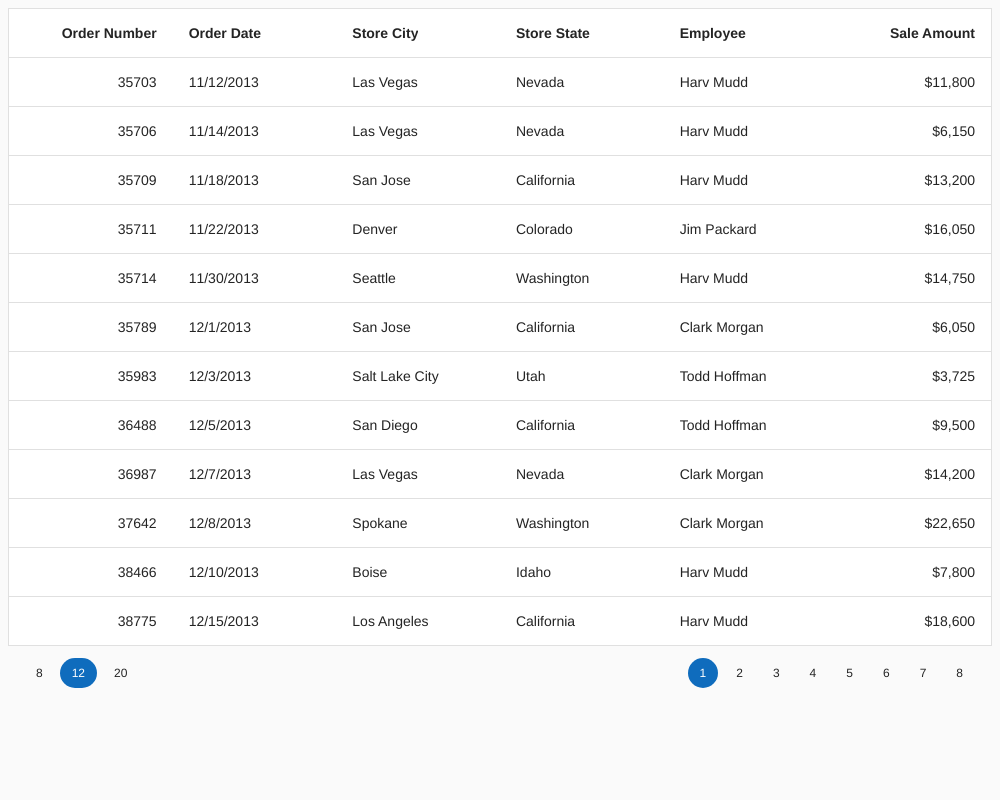 Order Number Order Date Store City Store State Employee Sale Amount
35703 11/12/2013 Las Vegas Nevada Harv Mudd $11,800
35706 11/14/2013 Las Vegas Nevada Harv Mudd $6,150
35709 11/18/2013 San Jose California Harv Mudd $13,200
35711 11/22/2013 Denver Colorado Jim Packard $16,050
35714 11/30/2013 Seattle Washington Harv Mudd $14,750
35789 12/1/2013 San Jose California Clark Morgan $6,050
35983 12/3/2013 Salt Lake City Utah Todd Hoffman $3,725
36488 12/5/2013 San Diego California Todd Hoffman $9,500
36987 12/7/2013 Las Vegas Nevada Clark Morgan $14,200
37642 12/8/2013 Spokane Washington Clark Morgan $22,650
38466 12/10/2013 Boise Idaho Harv Mudd $7,800
38775 12/15/2013 Los Angeles California Harv Mudd $18,600
8 12 20 1 2 3 4 5 6 7 8